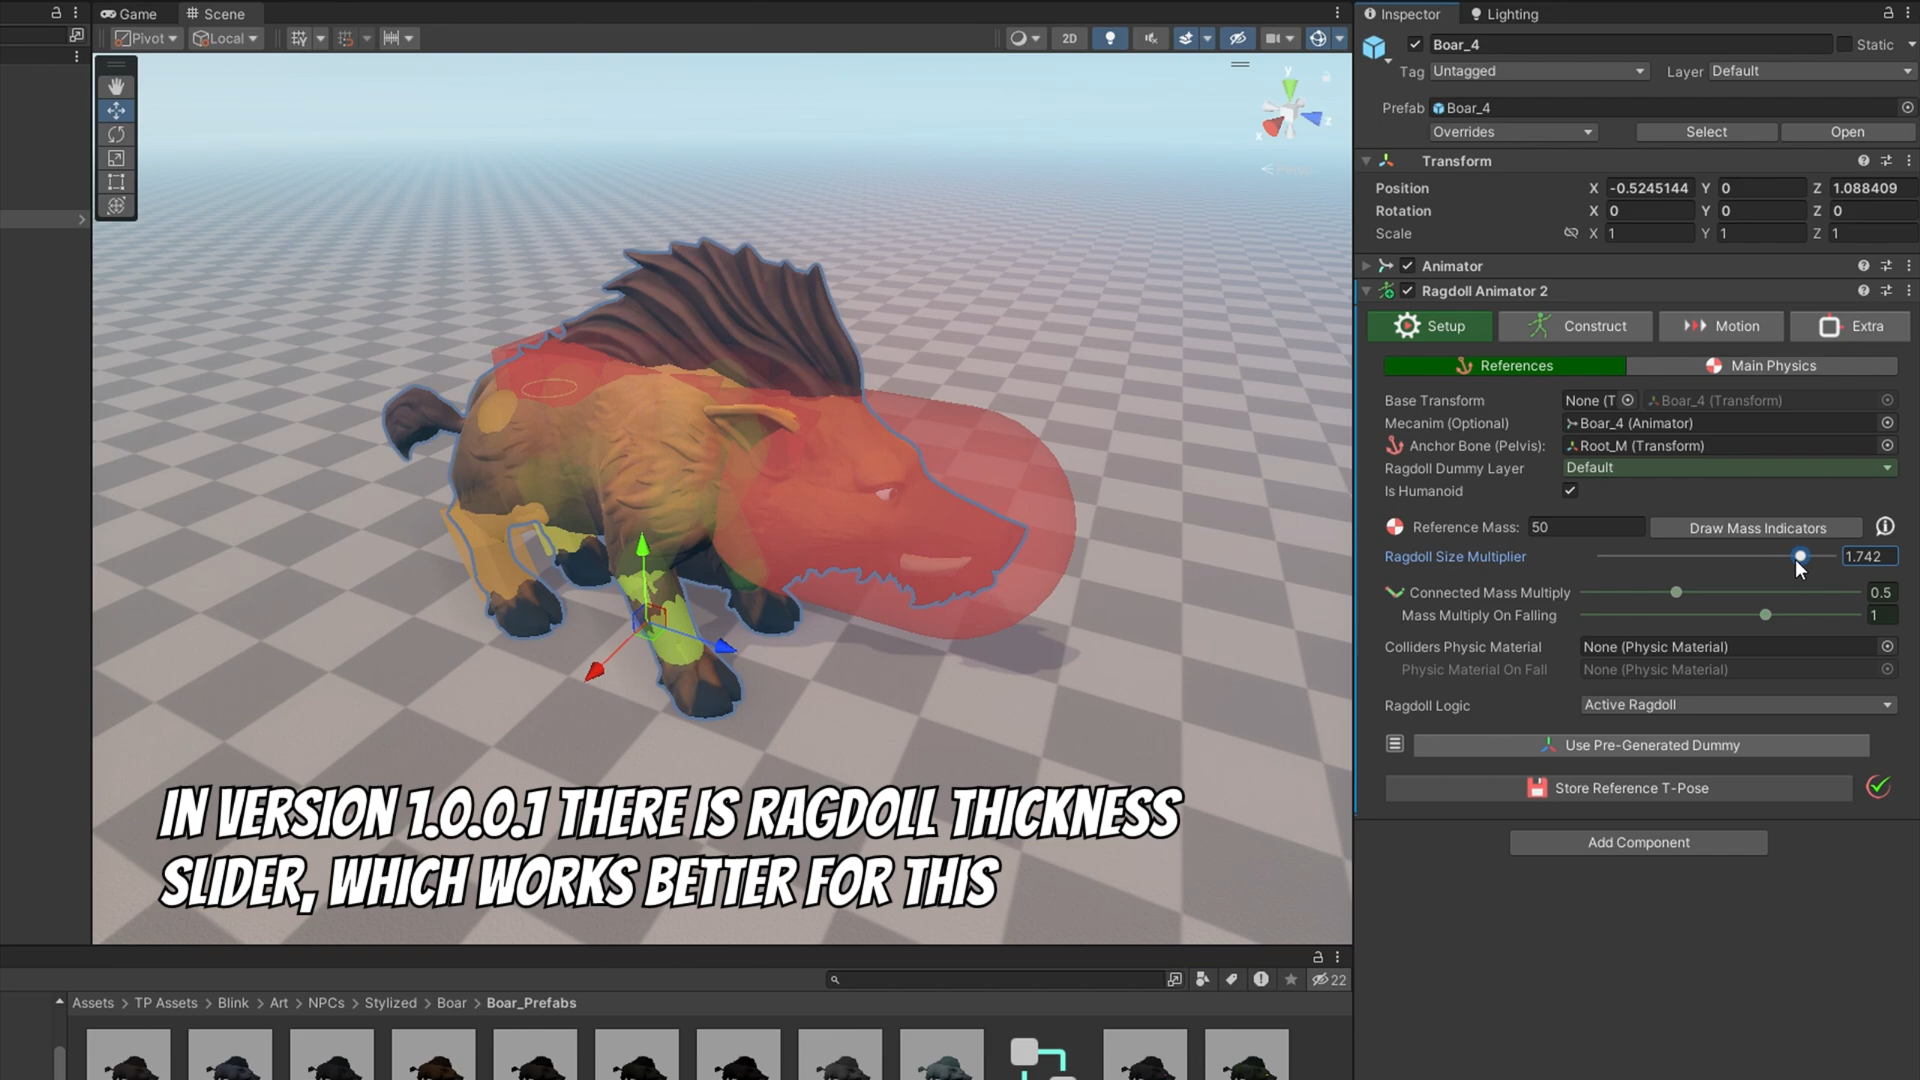 Game
Scene
Inspector
Lighting
Pivot
Local
2D
Boar_4
Static
Tag
Untagged
Layer
Default
Prefab
Boar_4
Overrides
Select
Open
Transform
Position
X
-0.5245144
Y
0
Z
1.088409
Rotation
X
0
Y
0
Z
0
Scale
X
1
Y
1
Z
1
Animator
Ragdoll Animator 2
Setup
Construct
Motion
Extra
References
Main Physics
Base Transform
None (T
Boar_4 (Transform)
Mecanim (Optional)
Boar_4 (Animator)
Anchor Bone (Pelvis):
Root_M (Transform)
Ragdoll Dummy Layer
Default
Is Humanoid
Reference Mass:
50
Draw Mass Indicators
Ragdoll Size Multiplier
1.742
Connected Mass Multiply
0.5
Mass Multiply On Falling
1
Colliders Physic Material
None (Physic Material)
Physic Material On Fall
None (Physic Material)
Ragdoll Logic
Active Ragdoll
Use Pre-Generated Dummy
Store Reference T-Pose
Add Component
y
x
z
IN VERSION 1.0.0.1 THERE IS RAGDOLL THICKNESS
SLIDER, WHICH WORKS BETTER FOR THIS
22
Assets > TP Assets > Blink > Art > NPCs > Stylized > Boar > Boar_Prefabs